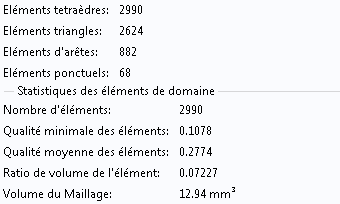 Eléments tetraèdres: 2990
Eléments triangles: 2624
Eléments d'arêtes: 882
Eléments ponctuels: 68
Statistiques des éléments de domaine
Nombre d'éléments: 2990
Qualité minimale des éléments: 0.1078
Qualité moyenne des éléments: 0.2774
Ratio de volume de l'élément: 0.07227
Volume du Maillage: 12.94 mm³